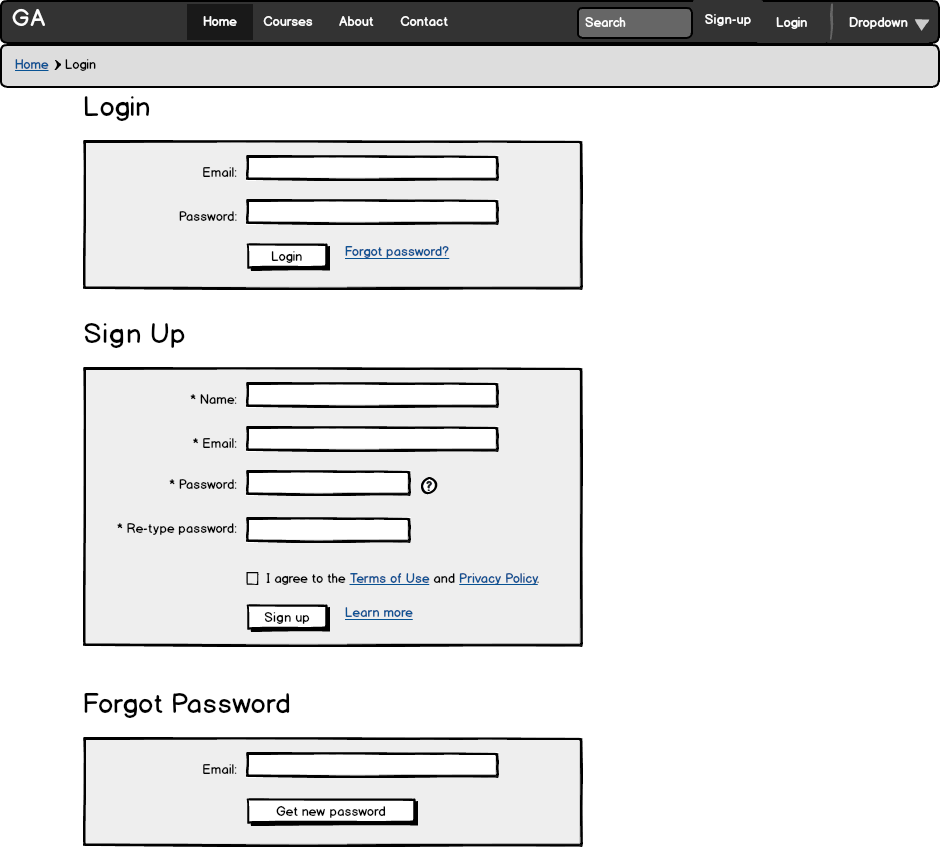 GA Home Courses About Contact Search Sign-up Login Dropdown
Home Login
Login
Email:
Password:
Login Forgot password?
Sign Up
* Name:
* Email:
* Password: ?
* Re-type password:
I agree to the Terms of Use and Privacy Policy.
Sign up Learn more
Forgot Password
Email:
Get new password